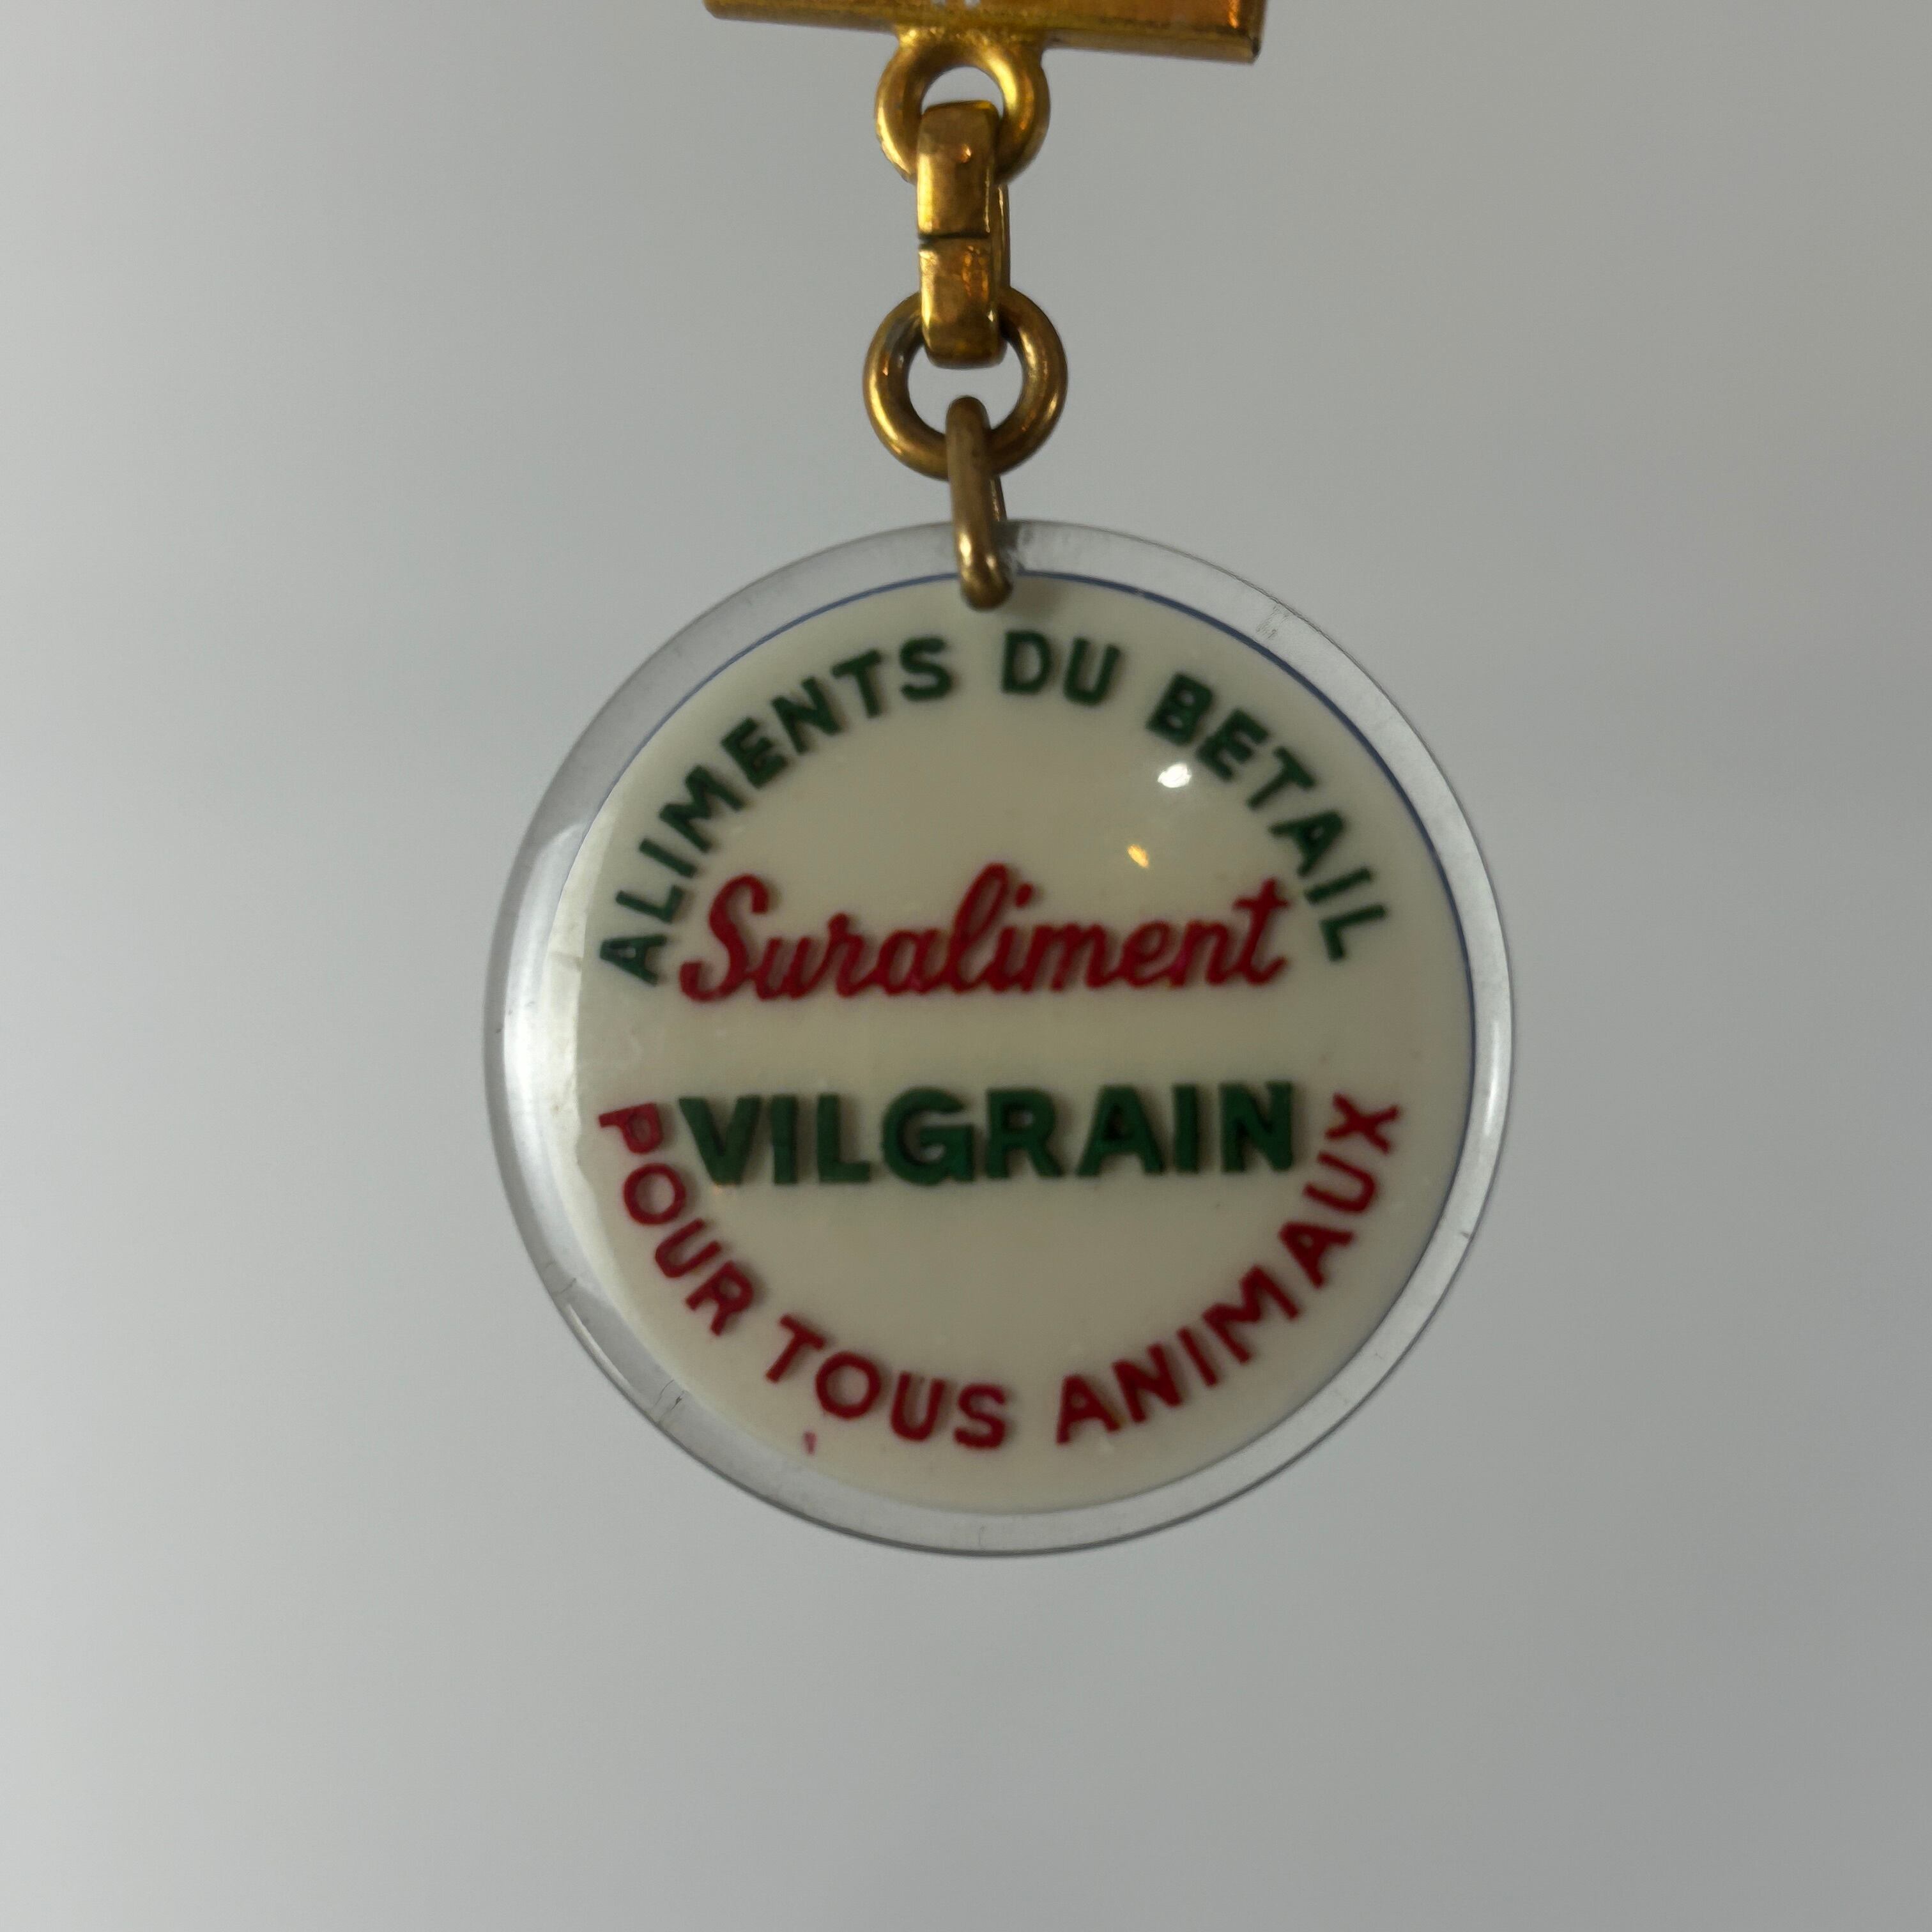 ALIMENTS DU BETAIL
Suraliment
VILGRAIN
POUR TOUS ANIMAUX